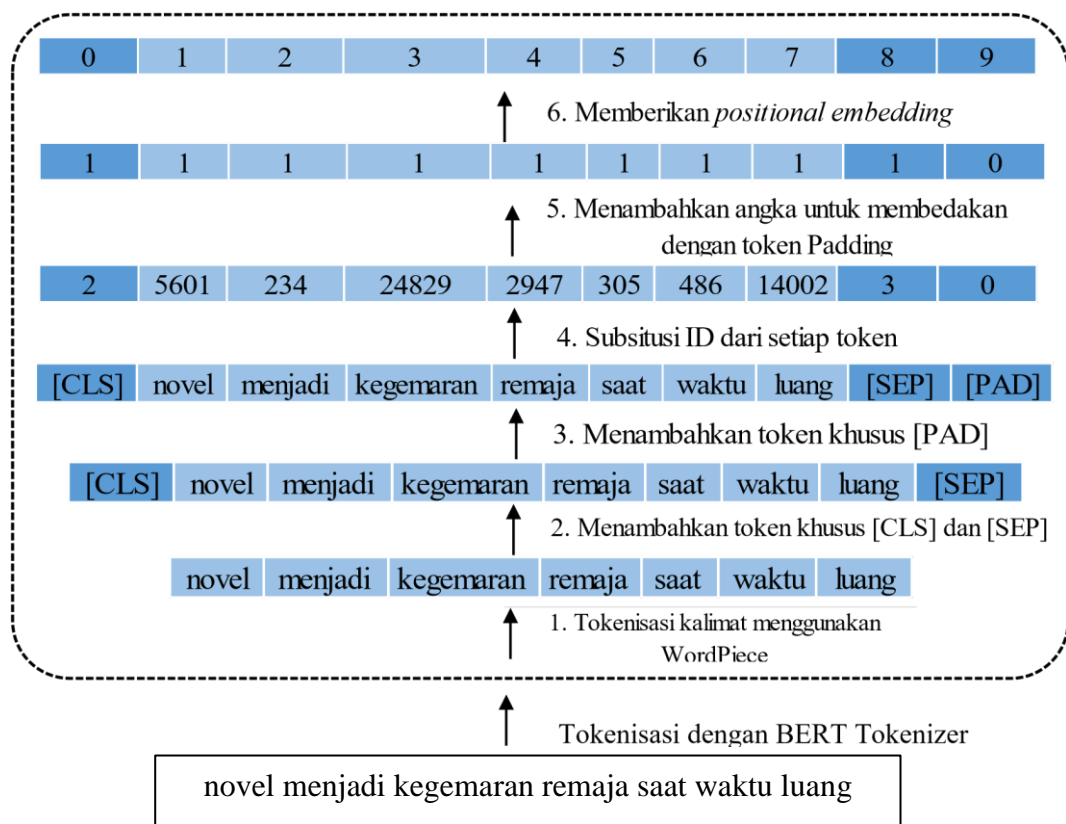 0 1 2 3 4 5 6 7 8 9
6. Memberikan positional embedding
1 1 1 1 1 1 1 1 1 0
5. Menambahkan angka untuk membedakan
dengan token Padding
2 5601 234 24829 2947 305 486 14002 3 0
4. Subsitusi ID dari setiap token
[CLS] novel menjadi kegemaran remaja saat waktu luang [SEP] [PAD]
3. Menambahkan token khusus [PAD]
[CLS] novel menjadi kegemaran remaja saat waktu luang [SEP]
2. Menambahkan token khusus [CLS] dan [SEP]
novel menjadi kegemaran remaja saat waktu luang
1. Tokenisasi kalimat menggunakan
WordPiece
Tokenisasi dengan BERT Tokenizer
novel menjadi kegemaran remaja saat waktu luang